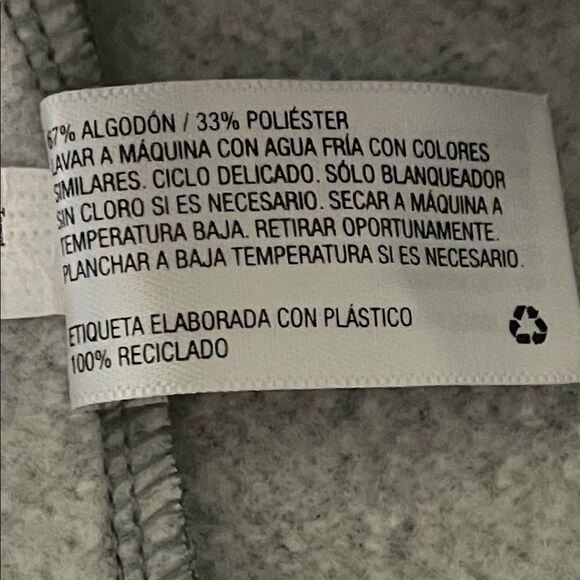 67% ALGODÓN / 33% POLIÉSTER
LAVAR A MÁQUINA CON AGUA FRÍA CON COLORES
SIMILARES. CICLO DELICADO. SÓLO BLANQUEADOR
SIN CLORO SI ES NECESARIO. SECAR A MÁQUINA A
TEMPERATURA BAJA. RETIRAR OPORTUNAMENTE.
PLANCHAR A BAJA TEMPERATURA SI ES NECESARIO.
ETIQUETA ELABORADA CON PLÁSTICO
100% RECICLADO